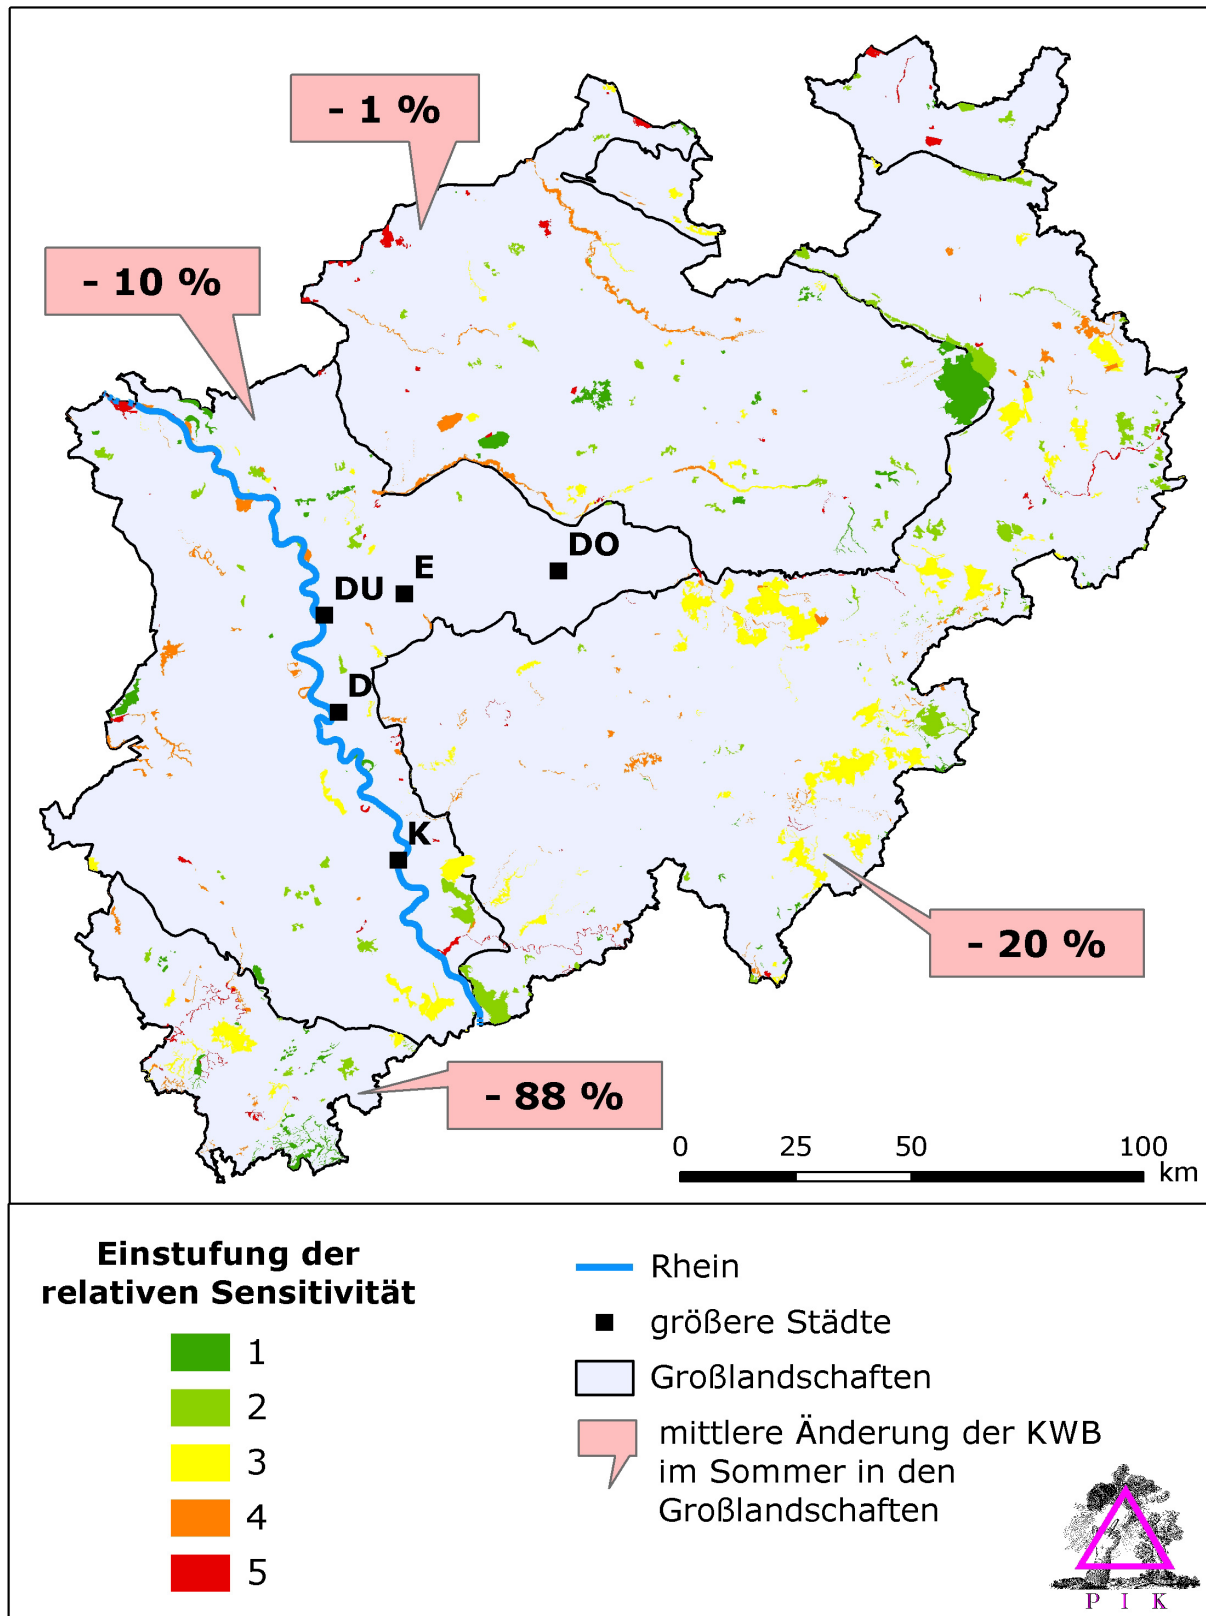 - 1 %
- 10 %
DO
E
DU
D
K
- 20 %
- 88 %
0 25 50 100
km
Einstufung der
relativen Sensitivität
1
2
3
4
5
Rhein
größere Städte
Großlandschaften
mittlere Änderung der KWB
im Sommer in den
Großlandschaften
P I K